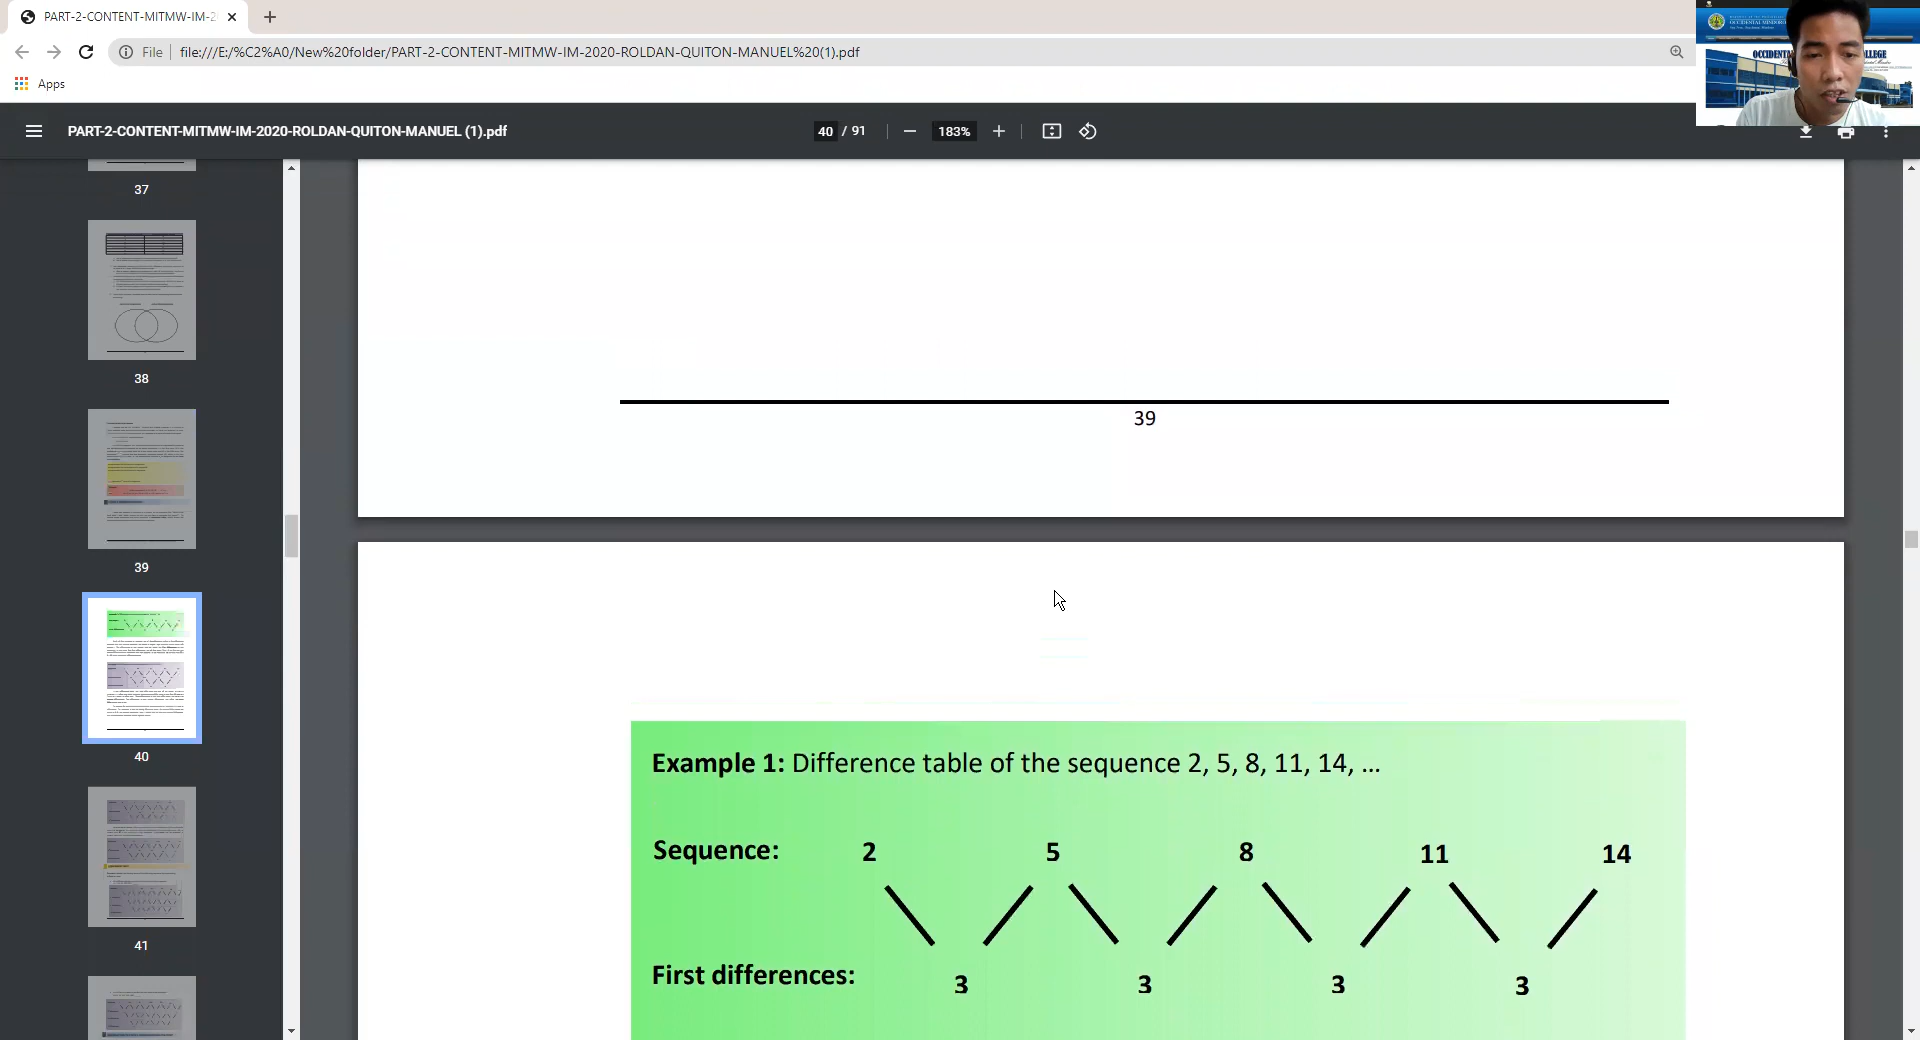 PART-2-CONTENT-MITMW-IM-2
File
file:///E:/%C2%A0/New%20folder/PART-2-CONTENT-MITMW-IM-2020-ROLDAN-QUITON-MANUEL%20(1).pdf
Apps
PART-2-CONTENT-MITMW-IM-2020-ROLDAN-QUITON-MANUEL (1).pdf
40 / 91
183%
OCCIDENTAL
37
38
39
40
41
39
Example 1: Difference table of the sequence 2, 5, 8, 11, 14, ...
Sequence: 2 5 8 11 14
First differences: 3 3 3 3